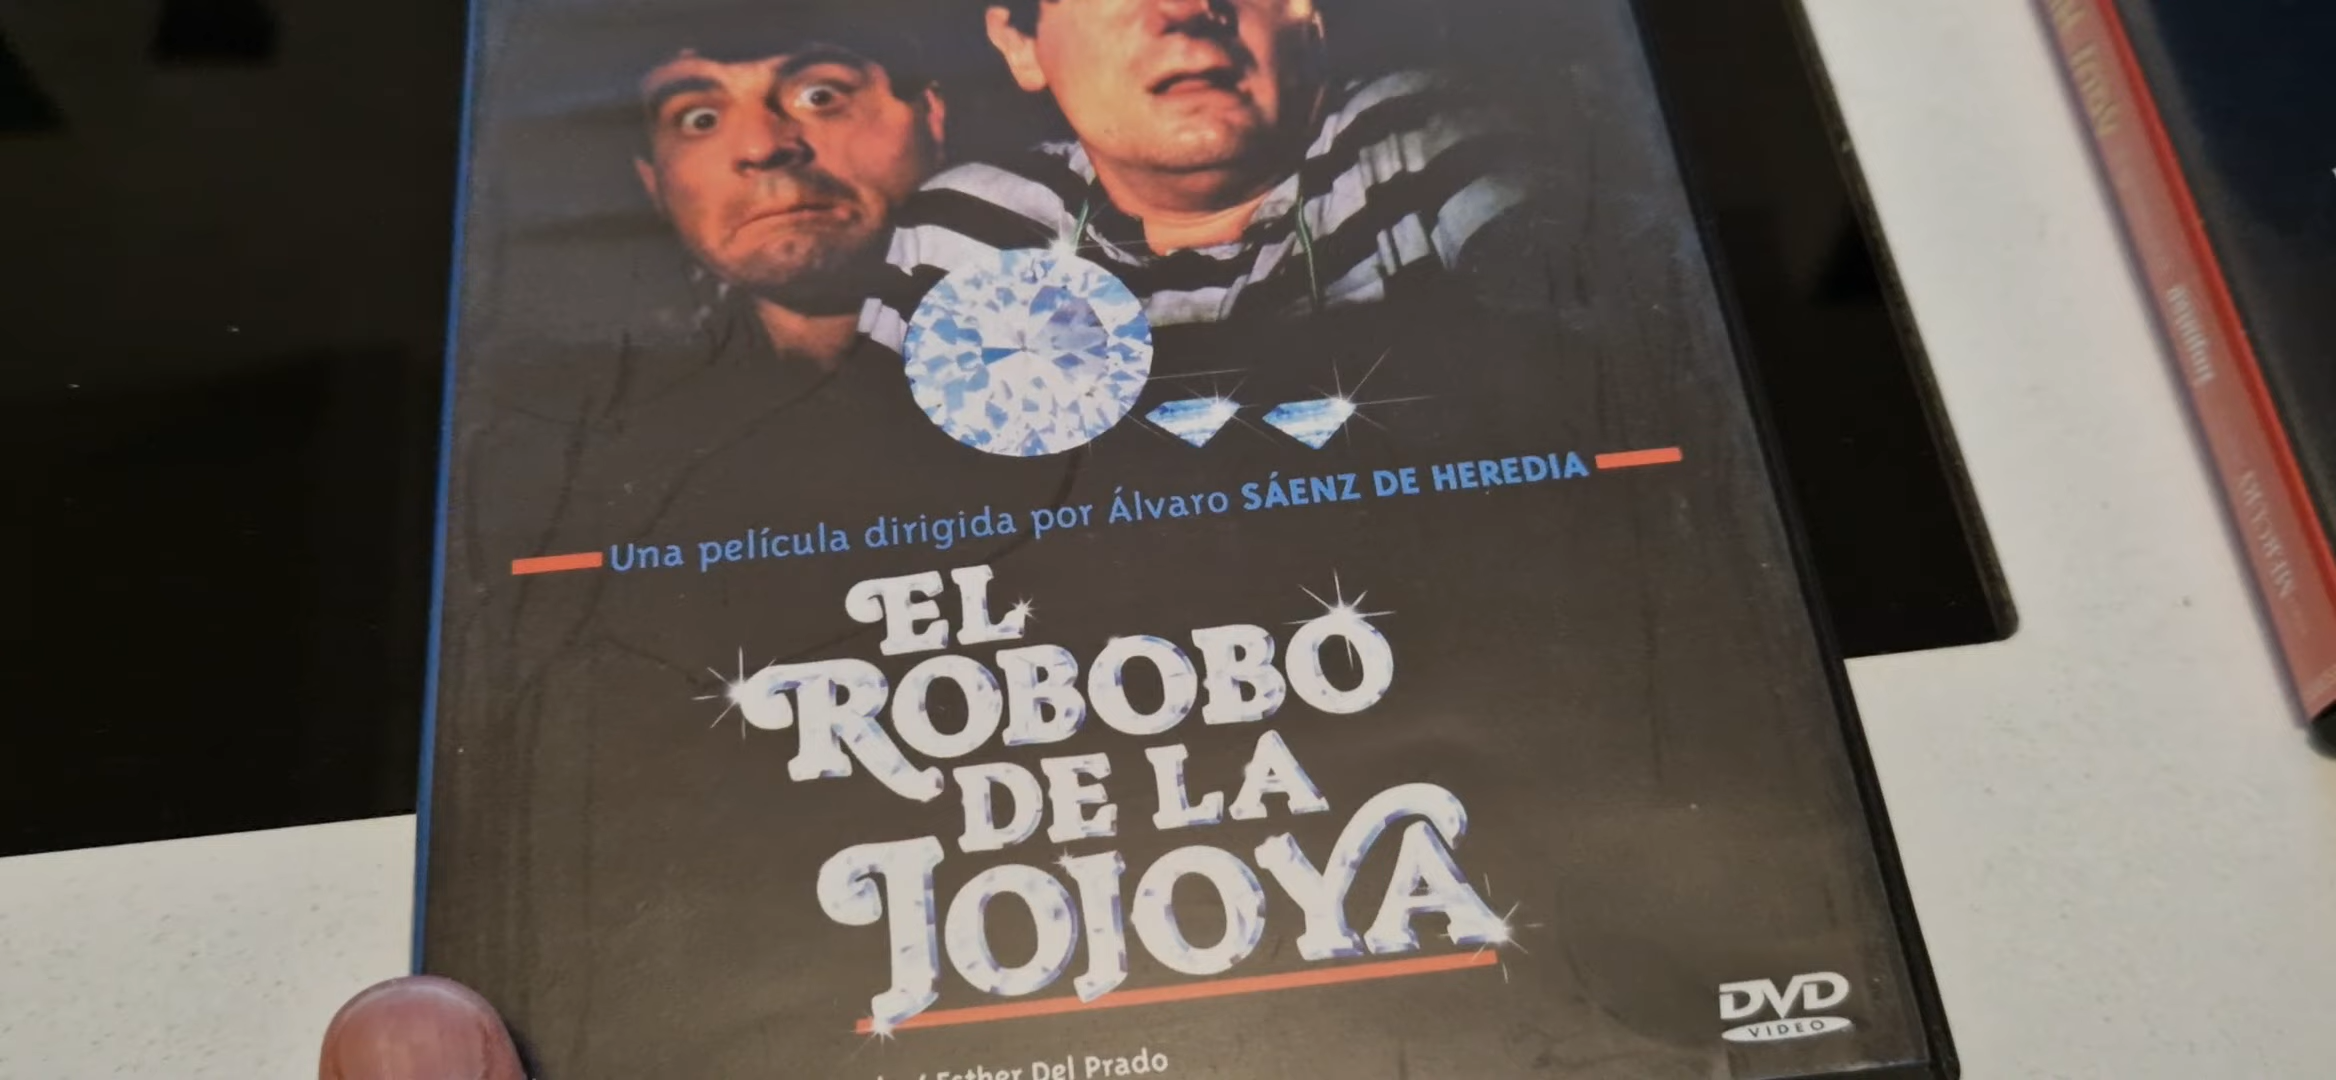 Una película dirigida por Álvaro SÁENZ DE HEREDIA
EL
ROBOBO
DE LA
JOJOYA
DVD
VIDEO
Esther Del Prado